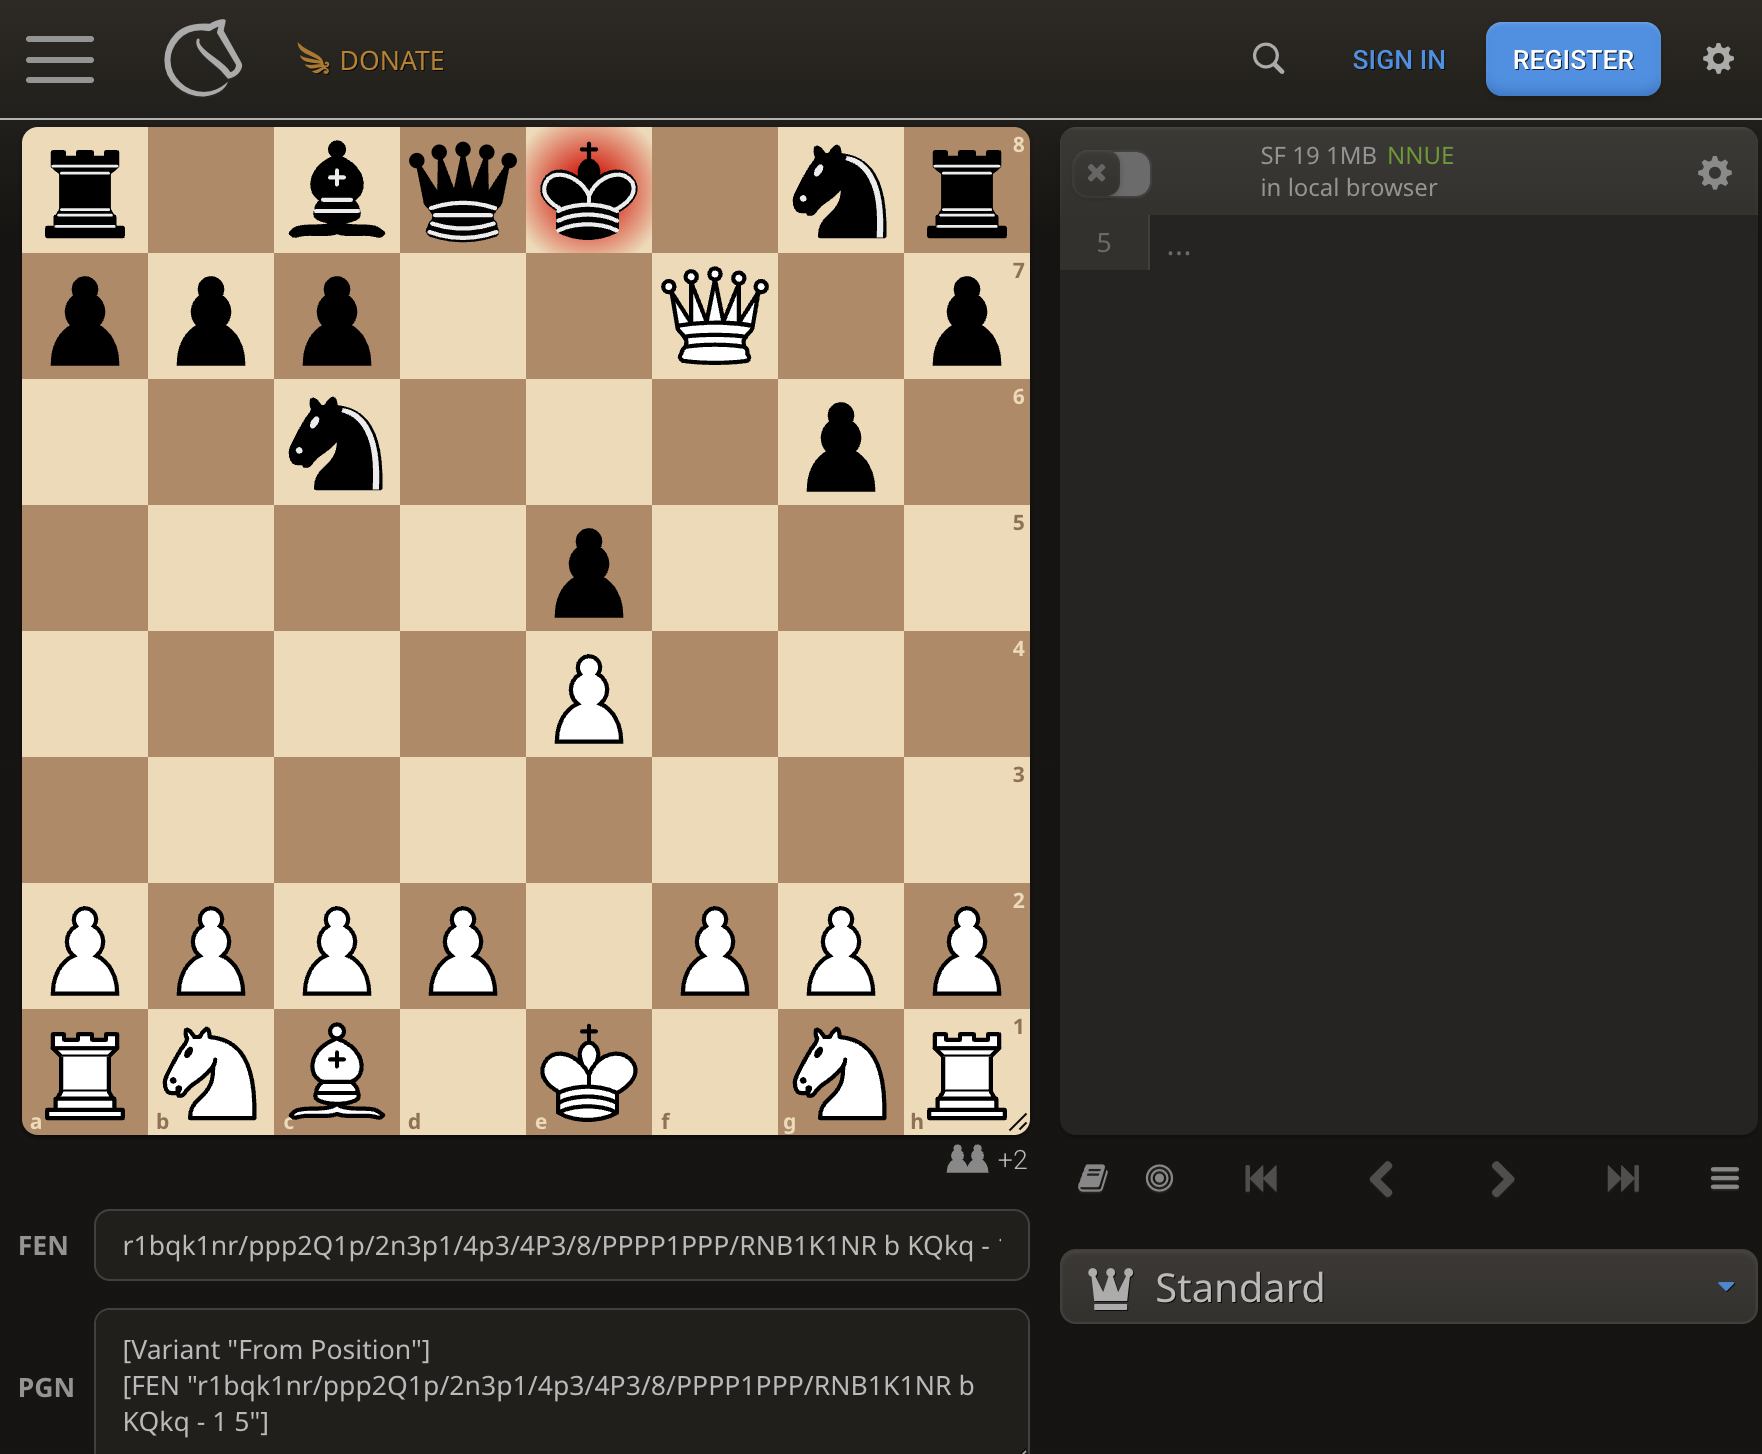 DONATE
SIGN IN
REGISTER
8
7
6
5
4
3
2
1
a
b
c
d
e
f
g
h
+2
SF 19 1MB NNUE
in local browser
5
...
FEN
r1bqk1nr/ppp2Q1p/2n3p1/4p3/4P3/8/PPPP1PPP/RNB1K1NR b KQkq -
Standard
PGN
[Variant "From Position"]
[FEN "r1bqk1nr/ppp2Q1p/2n3p1/4p3/4P3/8/PPPP1PPP/RNB1K1NR b
KQkq - 1 5"]